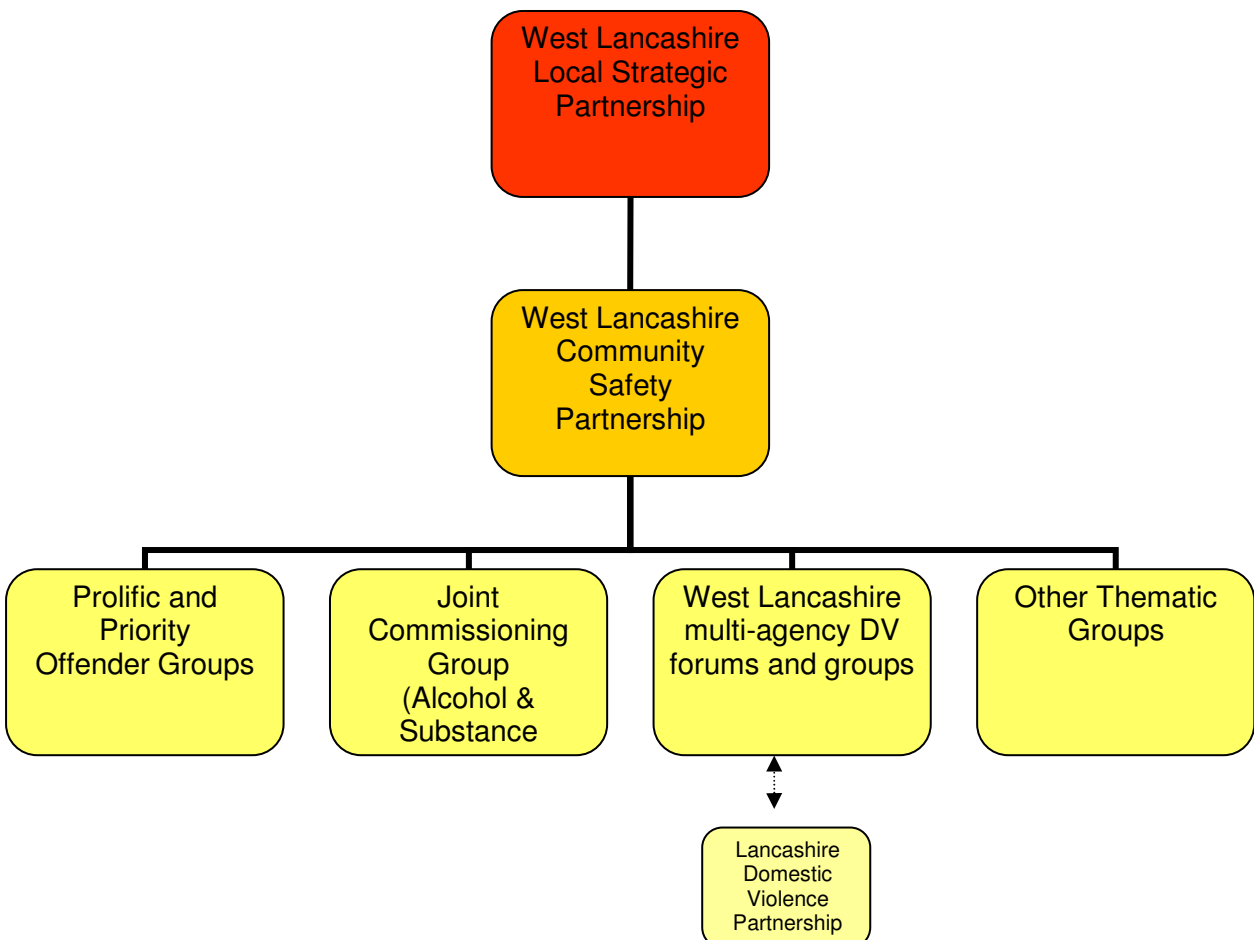 West Lancashire
Local Strategic
Partnership
West Lancashire
Community
Safety
Partnership
Prolific and
Priority
Offender Groups
Joint
Commissioning
Group
(Alcohol &
Substance
West Lancashire
multi-agency DV
forums and groups
Other Thematic
Groups
Lancashire
Domestic
Violence
Partnership